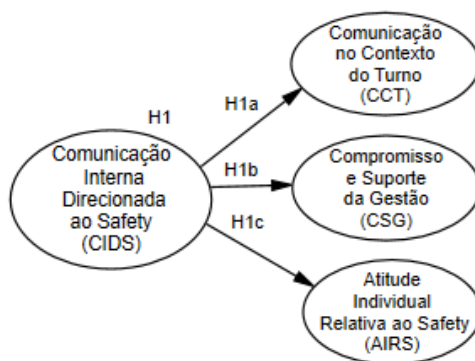 Comunicação
no Contexto
do Turno
(CCT)
H1
H1a
Comunicação
Interna
Direcionada
ao Safety
(CIDS)
H1b
Compromisso
e Suporte
da Gestão
(CSG)
H1c
Atitude
Individual
Relativa ao Safety
(AIRS)